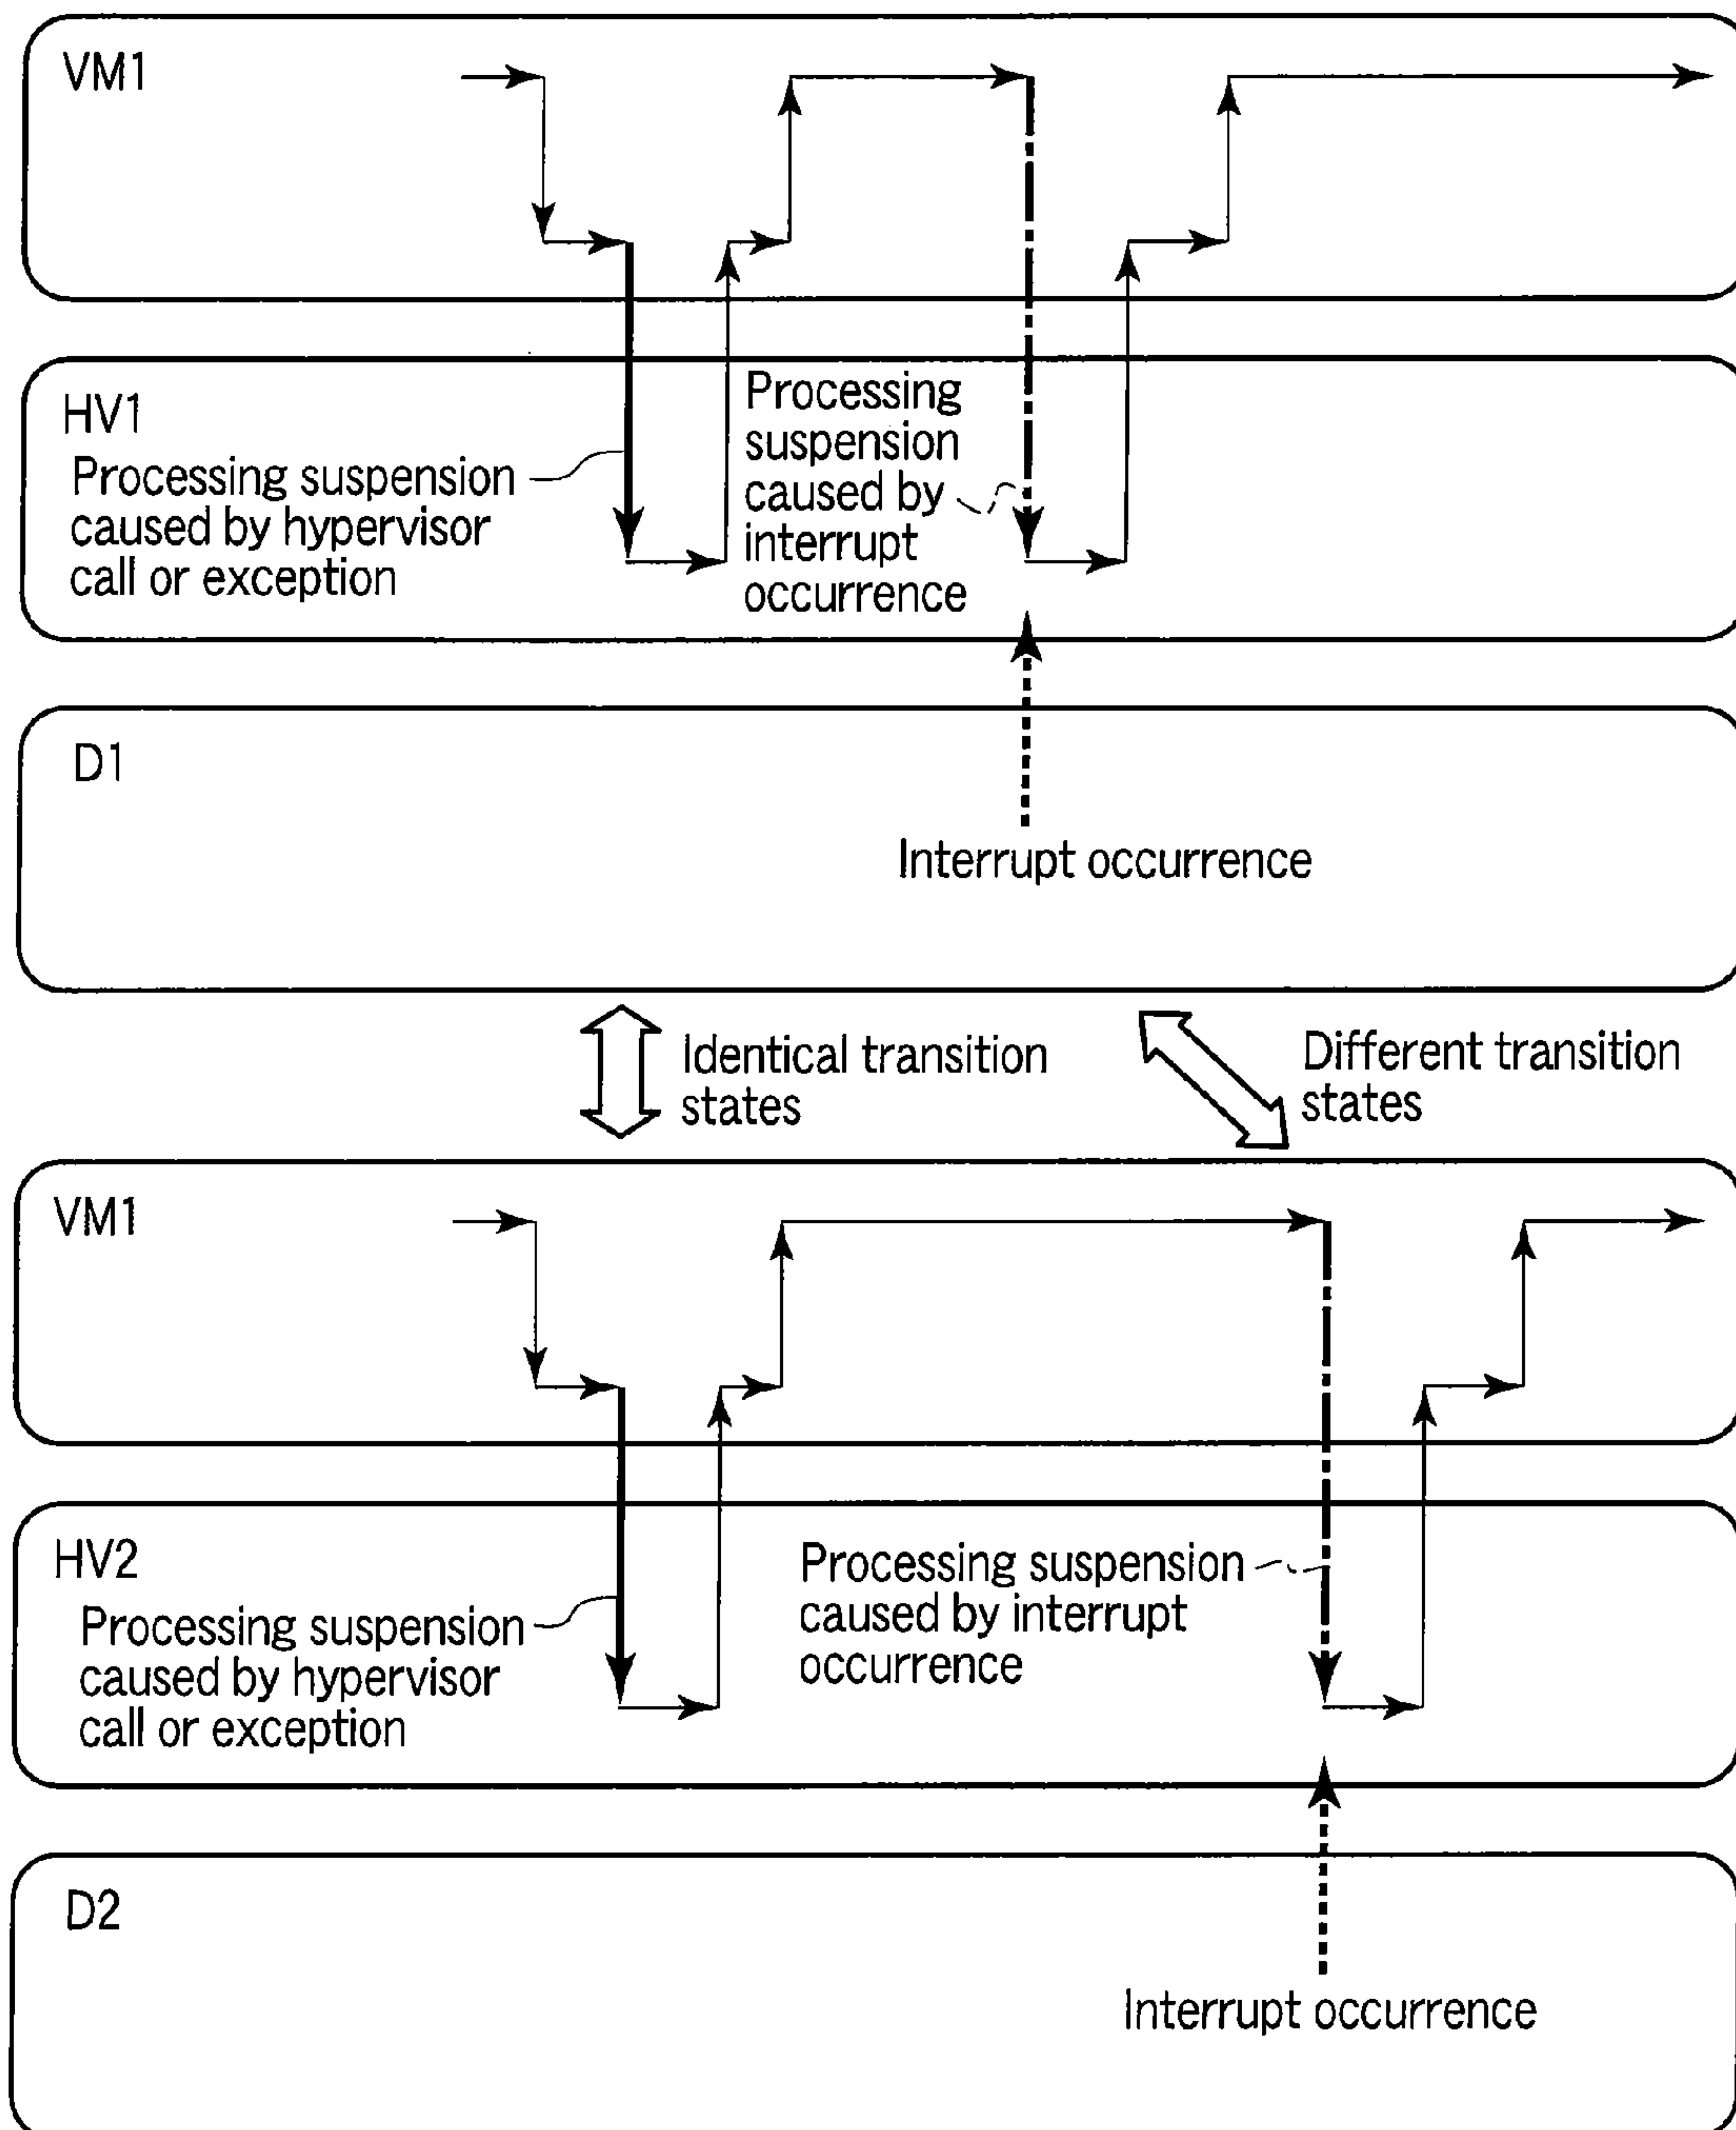 VM1
HV1
Processing suspension
caused by hypervisor
call or exception
Processing
suspension
caused by
interrupt
occurrence
D1
Interrupt occurrence
Identical transition
states
Different transition
states
VM1
HV2
Processing suspension
caused by hypervisor
call or exception
Processing suspension
caused by interrupt
occurrence
D2
Interrupt occurrence